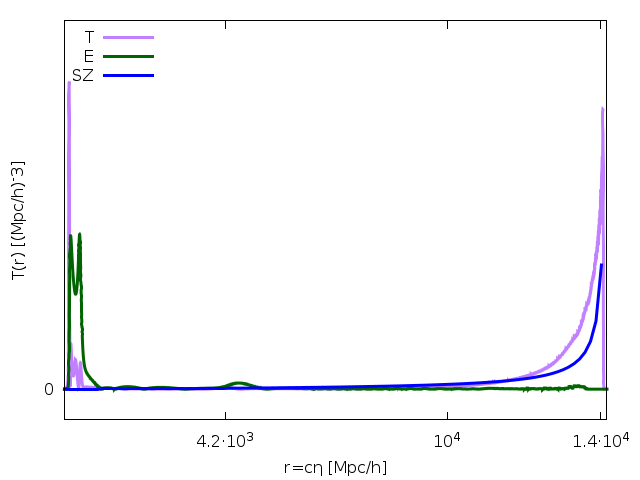 T
E
SZ
T(r) [(Mpc/h)^-3]
0
4.2·10³
10⁴
1.4·10⁴
r=cη [Mpc/h]